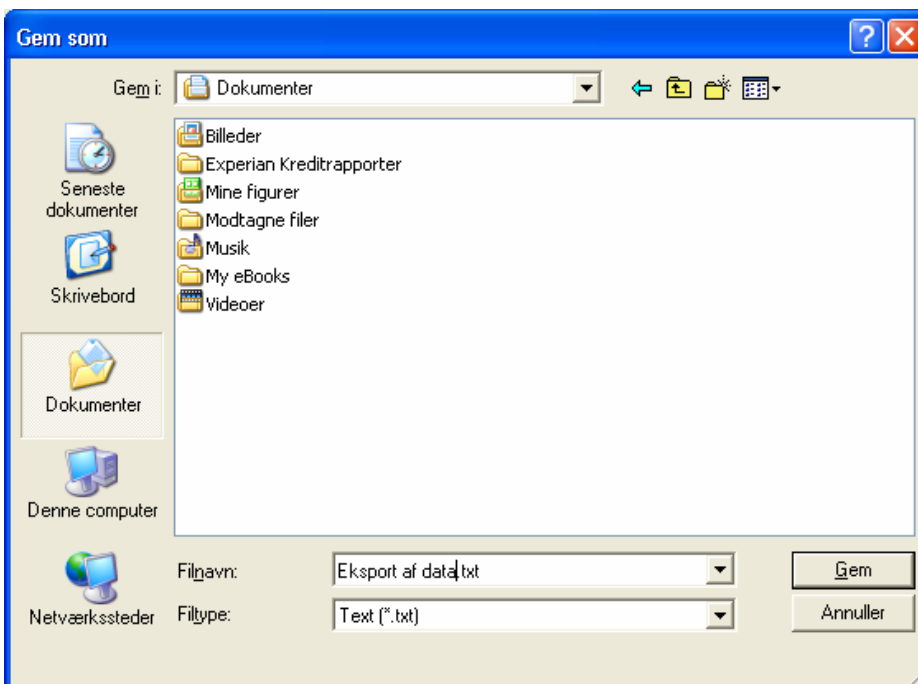 Gem som
Gem i:
Dokumenter
Seneste
dokumenter
Skrivebord
Dokumenter
Denne computer
Netværkssteder
Billeder
Experian Kreditrapporter
Mine figurer
Modtagne filer
Musik
My eBooks
Videoer
Filnavn:
Eksport af data.txt
Gem
Filtype:
Text (*.txt)
Annuller